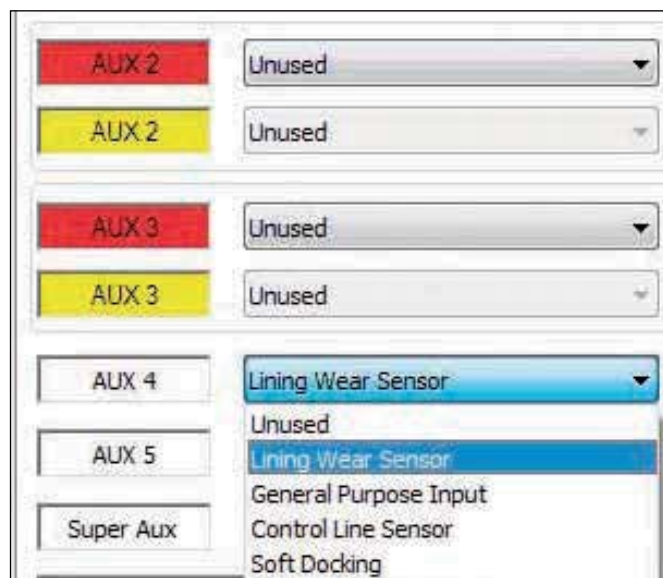 AUX 2 Unused
AUX 2 Unused
AUX 3 Unused
AUX 3 Unused
AUX 4 Lining Wear Sensor
Unused
AUX 5 Lining Wear Sensor
General Purpose Input
Super Aux Control Line Sensor
Soft Docking